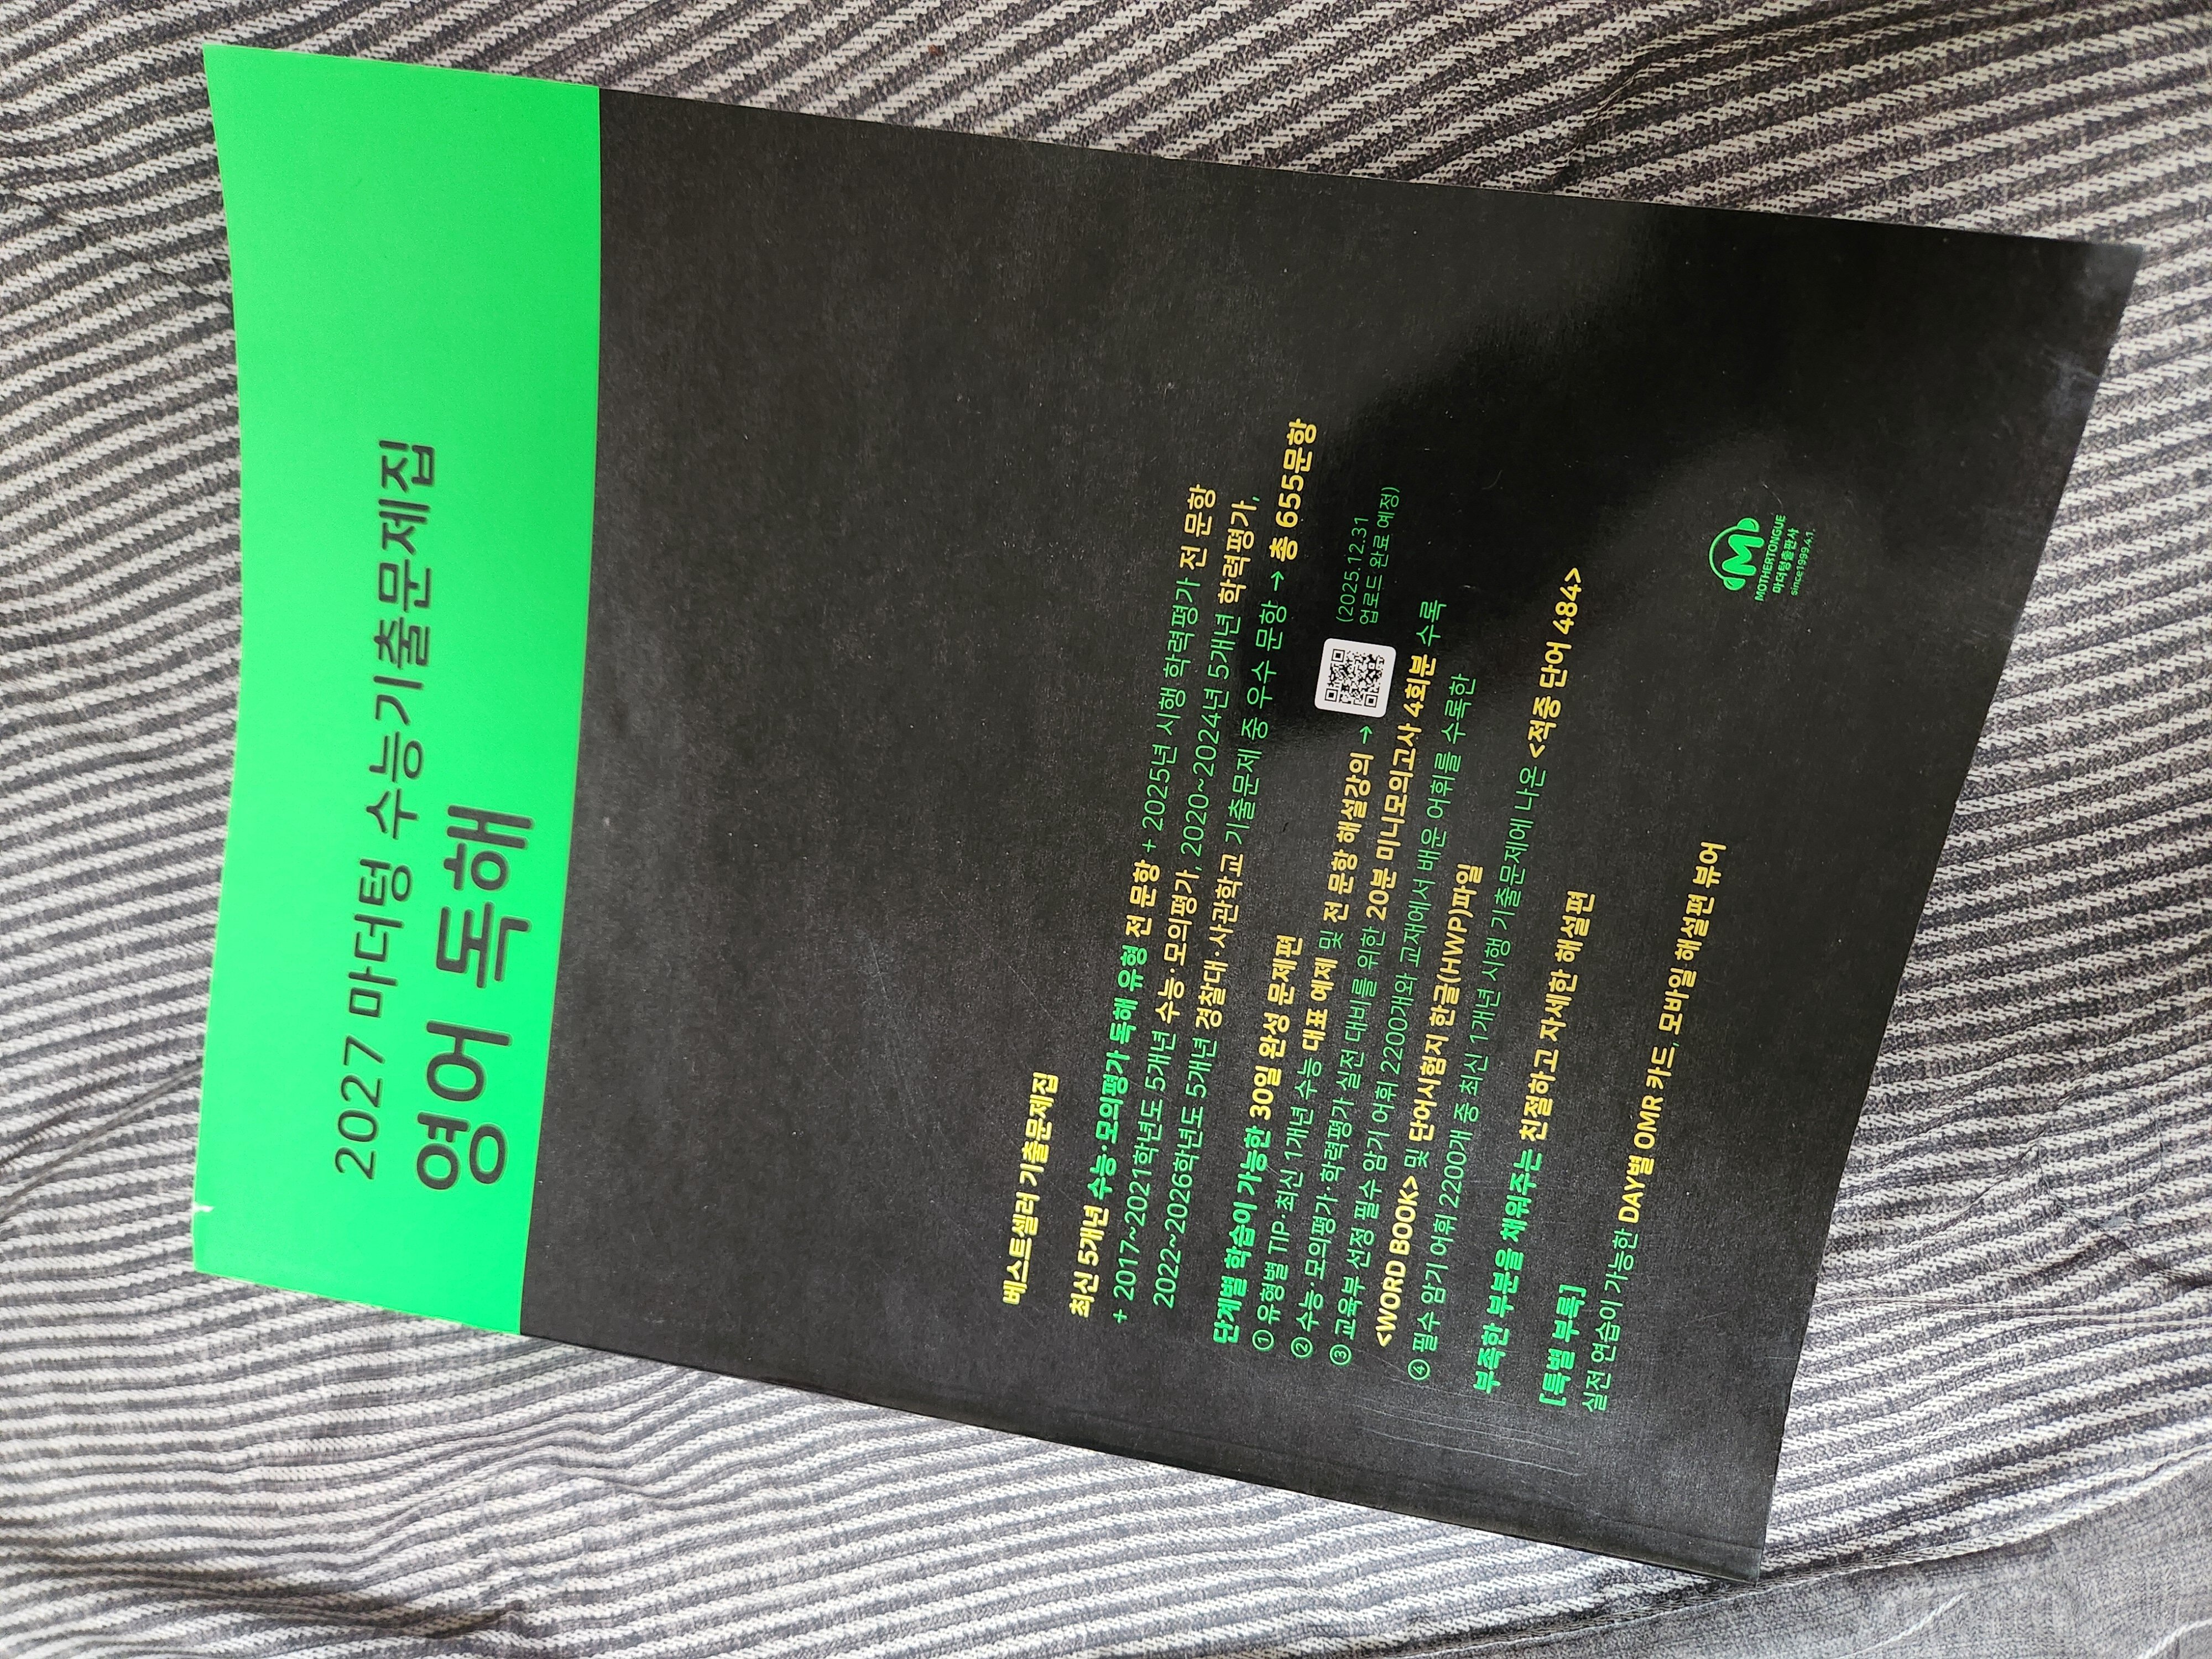 2027 마더텅 수능기출문제집
영어 독해
베스트셀러 기출문제집
최신 5개년 수능·모의평가 독해 유형 전 문항 + 2025년 시행 학력평가 전 문항
+ 2017~2021학년도 5개년 수능·모의평가, 2020~2024년 5개년 학력평가,
2022~2026학년도 5개년 경찰대·사관학교 기출문제 중 우수 문항 → 총 655문항
단계별 학습이 가능한 30일 완성 문제편
① 유형별 TIP·최신 1개년 수능 대표 예제 및 전 문항 해설강의 → (2025.12.31
업로드 완료 예정)
② 수능·모의평가 학력평가 실전 대비를 위한 20분 미니모의고사 4회분 수록
③ 교육부 선정 필수 암기 어휘 2200개와 교재에서 배운 어휘를 수록한
<WORD BOOK> 및 단어시험지 한글(HWP)파일
④ 필수 암기 어휘 2200개 중 최신 1개년 시행 기출문제에 나온 <적중 단어 484>
부족한 부분을 채워주는 친절하고 자세한 해설편
[특별 부록]
실전 연습이 가능한 DAY별 OMR 카드, 모바일 해설편 뷰어
M
MOTHERTONGUE
마더텅출판사
since1999.4.1.